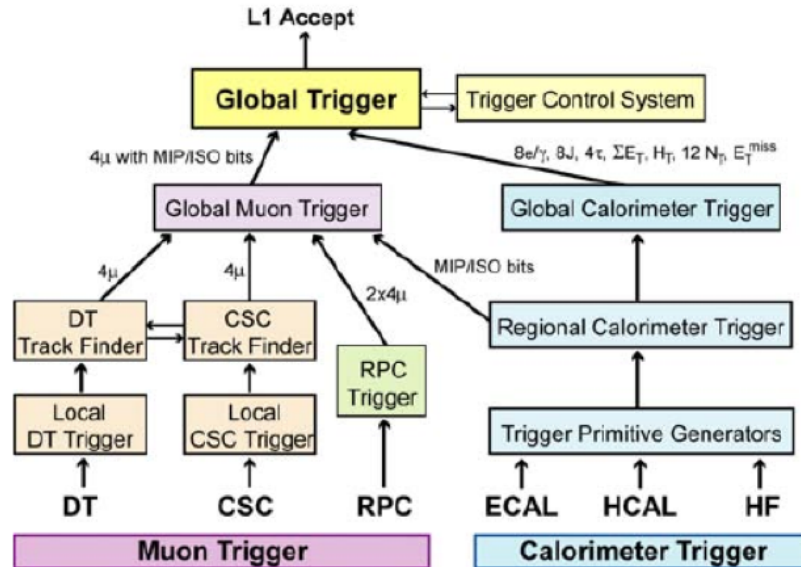 L1 Accept
Global Trigger
Trigger Control System
4μ with MIP/ISO bits
8e/γ, 8J, 4τ, ΣE_T, H_T, 12 N_T, E_T^miss
Global Muon Trigger
Global Calorimeter Trigger
4μ
4μ
2x4μ
MIP/ISO bits
DT
Track Finder
CSC
Track Finder
RPC
Trigger
Regional Calorimeter Trigger
Local
DT Trigger
Local
CSC Trigger
Trigger Primitive Generators
DT
CSC
RPC
ECAL
HCAL
HF
Muon Trigger
Calorimeter Trigger